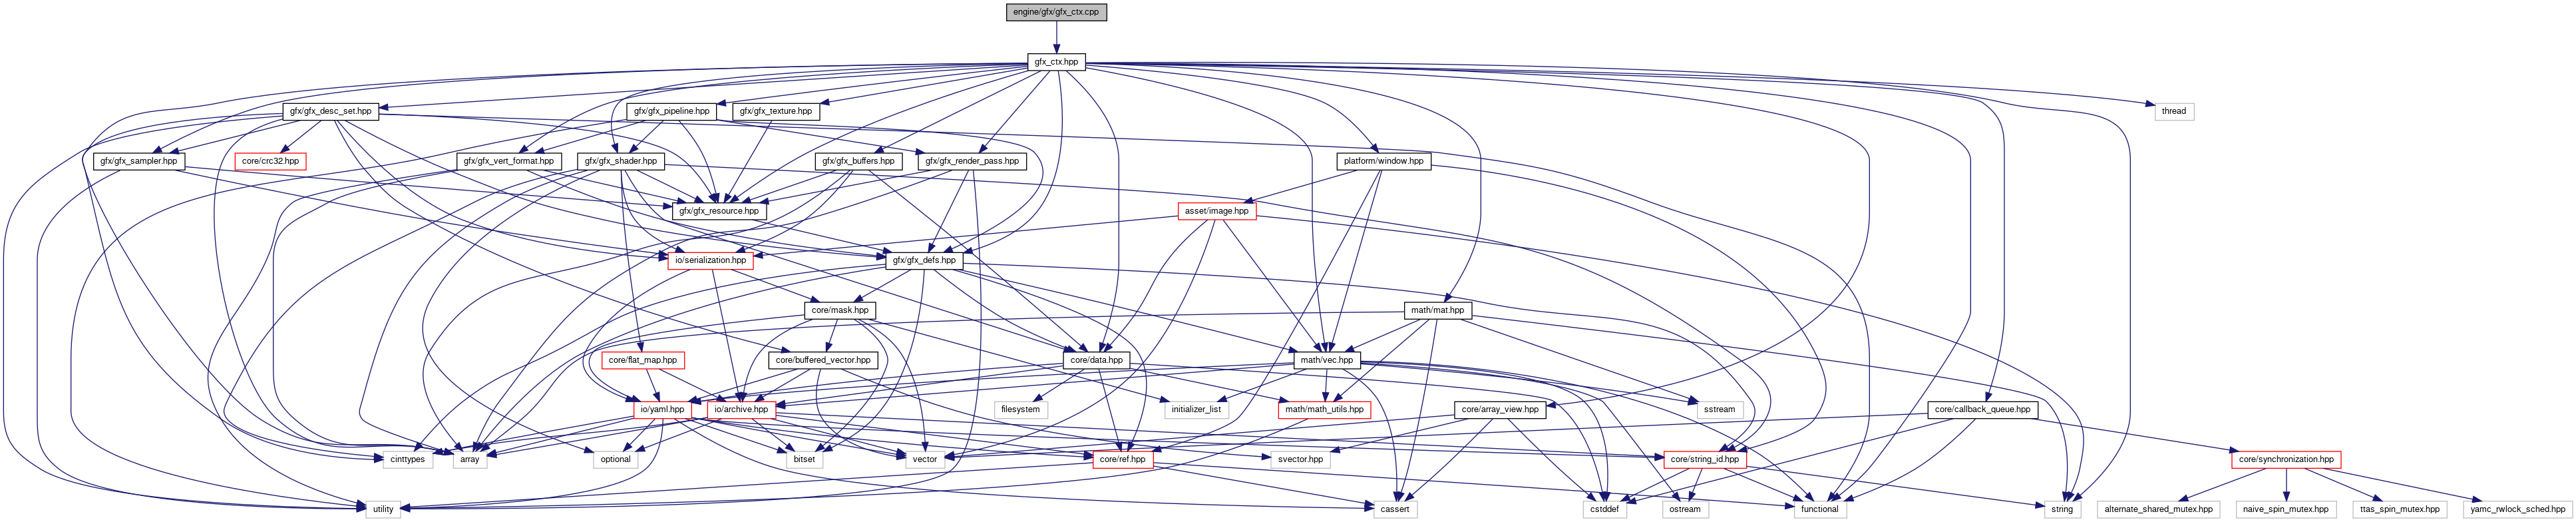 engine/gfx/gfx_ctx.cpp
gfx_ctx.hpp
gfx/gfx_desc_set.hpp
gfx/gfx_pipeline.hpp
gfx/gfx_texture.hpp
thread
gfx/gfx_sampler.hpp
core/crc32.hpp
gfx/gfx_vert_format.hpp
gfx/gfx_shader.hpp
gfx/gfx_buffers.hpp
gfx/gfx_render_pass.hpp
platform/window.hpp
gfx/gfx_resource.hpp
asset/image.hpp
io/serialization.hpp
gfx/gfx_defs.hpp
core/mask.hpp
math/mat.hpp
core/flat_map.hpp
core/buffered_vector.hpp
core/data.hpp
math/vec.hpp
io/yaml.hpp
io/archive.hpp
filesystem
initializer_list
math/math_utils.hpp
core/array_view.hpp
sstream
core/callback_queue.hpp
cinttypes
array
optional
bitset
vector
core/ref.hpp
svector.hpp
core/string_id.hpp
core/synchronization.hpp
utility
cassert
cstddef
ostream
functional
string
alternate_shared_mutex.hpp
naive_spin_mutex.hpp
ttas_spin_mutex.hpp
yamc_rwlock_sched.hpp